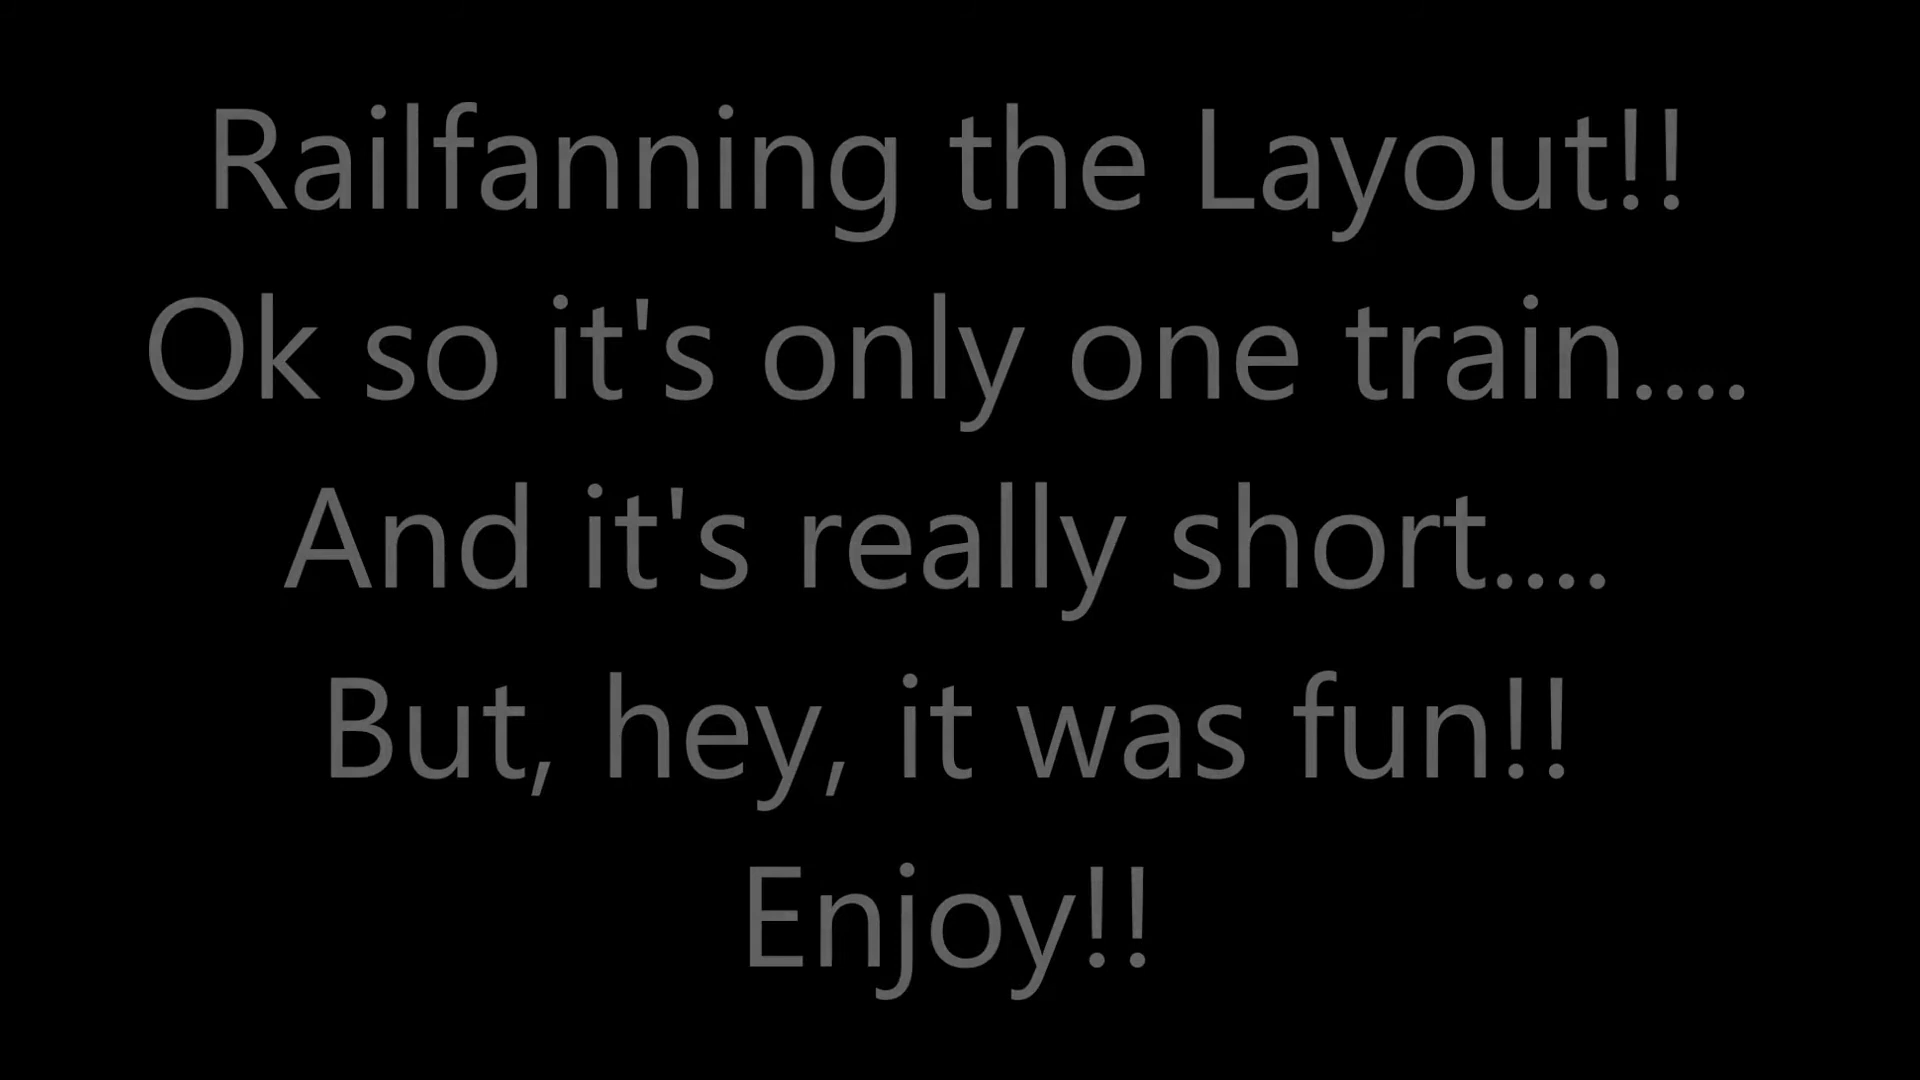 Railfanning the Layout!!
Ok so it's only one train....
And it's really short....
But, hey, it was fun!!
Enjoy!!